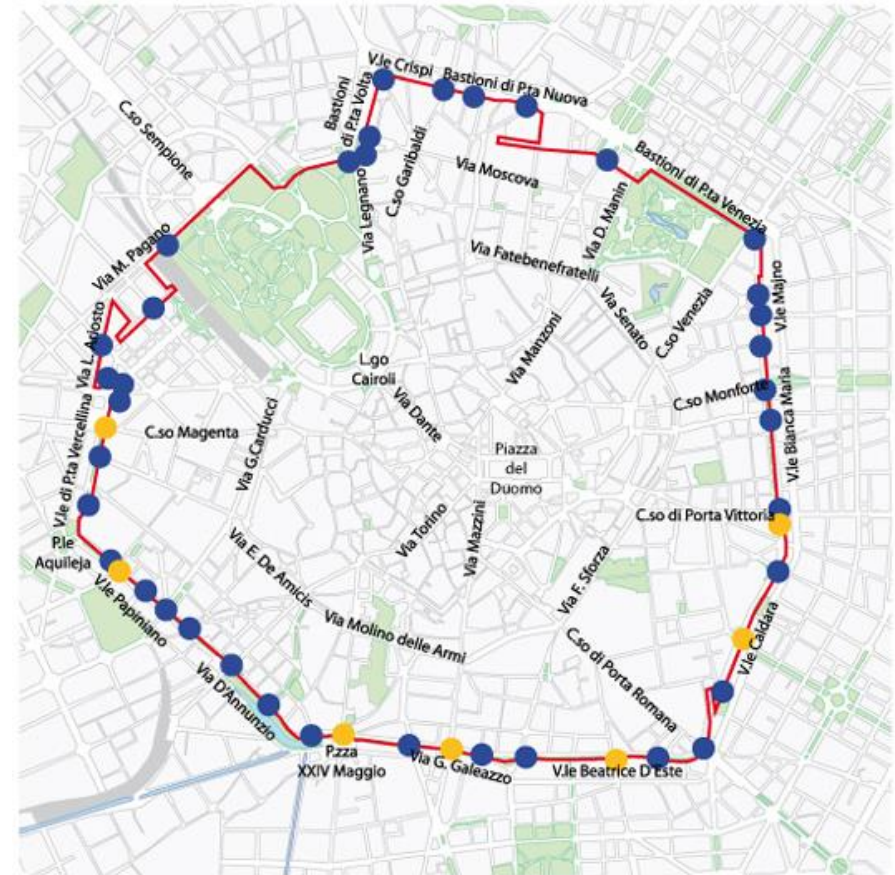 V.le Crispi
Bastioni di P.ta Nuova
Bastioni
di P.ta Volta
C.so Sempione
C.so Garibaldi
Via Legnano
Via Moscova
Bastioni di P.ta Venezia
Via D. Manin
Via M. Pagano
Via Fatebenefratelli
Via Senato
C.so Venezia
V.le Majno
Via L. Ariosto
Via Manzoni
L.go
Cairoli
Via Dante
C.so Monforte
V.le Bianca Maria
V.le di P.ta Vercellina
C.so Magenta
Via G.Carducci
Piazza
del
Duomo
C.so di Porta Vittoria
Via Torino
Via Mazzini
P.le
Aquileja
Via E. De Amicis
Via F. Sforza
V.le Papiniano
Via Molino delle Armi
V.le Caldara
C.so di Porta Romana
Via D'Annunzio
P.zza
XXIV Maggio
Via G. Galeazzo
V.le Beatrice D'Este